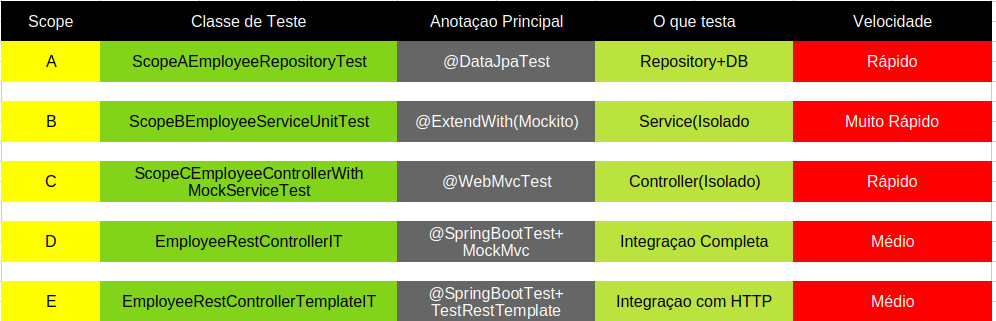 Scope Classe de Teste Anotaçao Principal O que testa Velocidade
A ScopeAEmployeeRepositoryTest @DataJpaTest Repository+DB Rápido
B ScopeBEmployeeServiceUnitTest @ExtendWith(Mockito) Service(Isolado Muito Rápido
C ScopeCEmployeeControllerWith
MockServiceTest @WebMvcTest Controller(Isolado) Rápido
D EmployeeRestControllerIT @SpringBootTest+
MockMvc Integraçao Completa Médio
E EmployeeRestControllerTemplateIT @SpringBootTest+
TestRestTemplate Integraçao com HTTP Médio